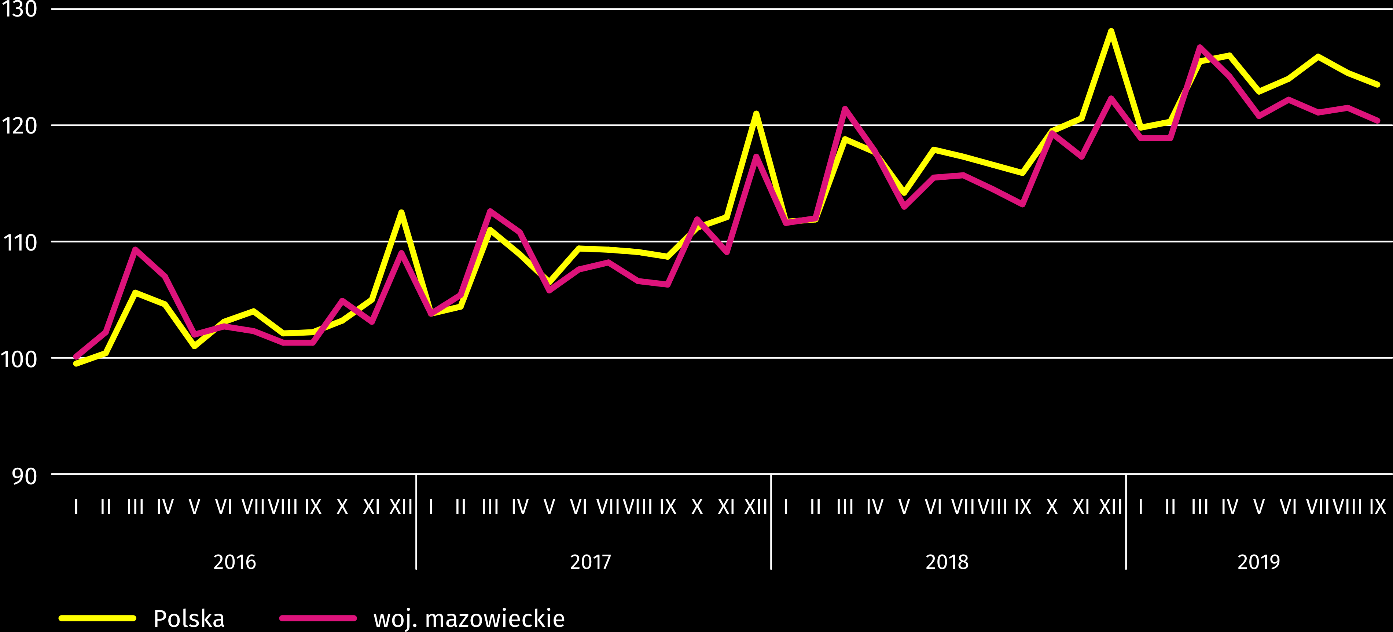 130
120
110
100
90
I II III IV V VI VII VIII IX X XI XII I II III IV V VI VII VIII IX X XI XII I II III IV V VI VII VIII IX X XI XII I II III IV V VI VII VIII IX
2016 2017 2018 2019
Polska woj. mazowieckie